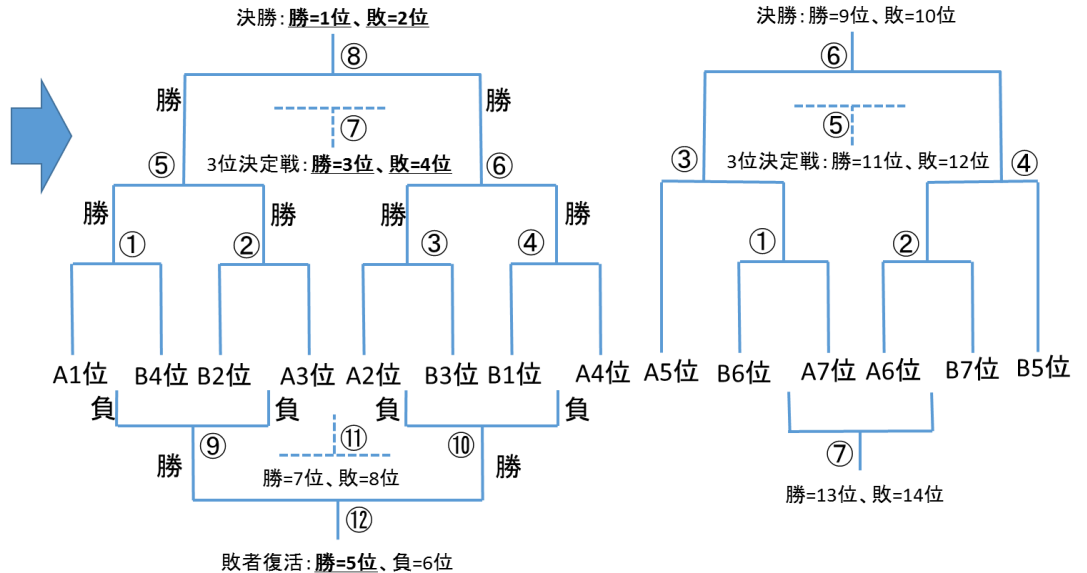 決勝：勝=1位、敗=2位
⑧
勝 勝
⑦
3位決定戦：勝=3位、敗=4位
⑤ ⑥
勝 勝 勝 勝
① ② ③ ④
A1位 B4位 B2位 A3位 A2位 B3位 B1位 A4位
負 負 負 負
⑨ ⑪ ⑩
勝 勝
勝=7位、敗=8位
⑫
敗者復活：勝=5位、負=6位
決勝：勝=9位、敗=10位
⑥
⑤
3位決定戦：勝=11位、敗=12位
③ ④
① ②
A5位 B6位 A7位 A6位 B7位 B5位
⑦
勝=13位、敗=14位